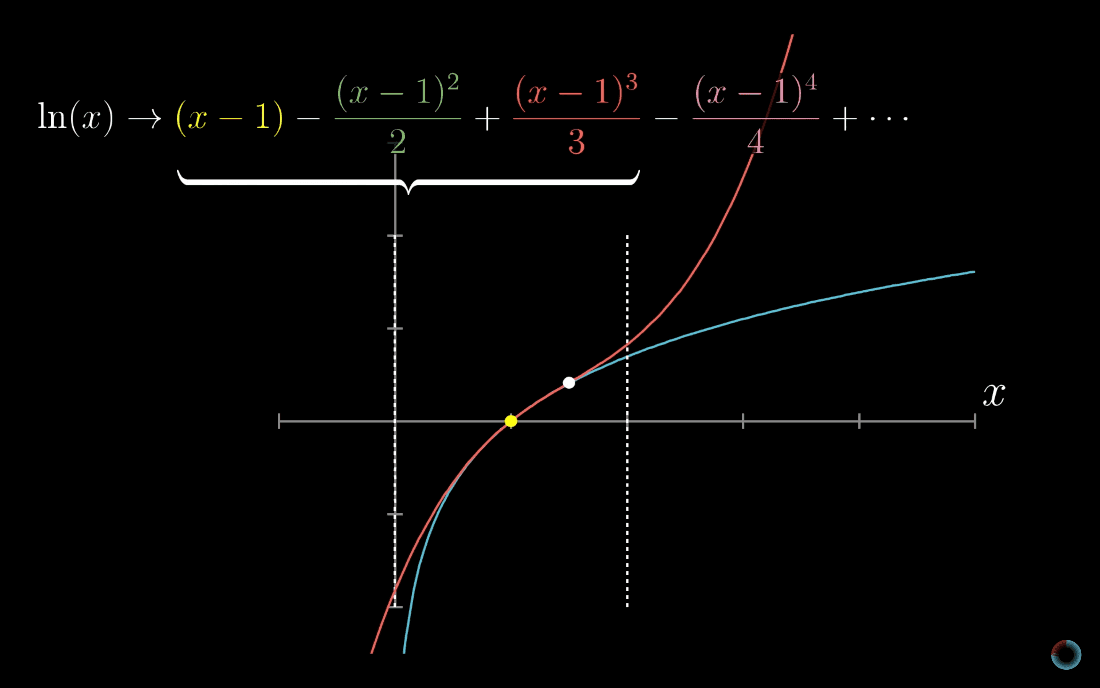 ln(x) → (x − 1) − (x − 1)²/2 + (x − 1)³/3 − (x − 1)⁴/4 + ⋯
x